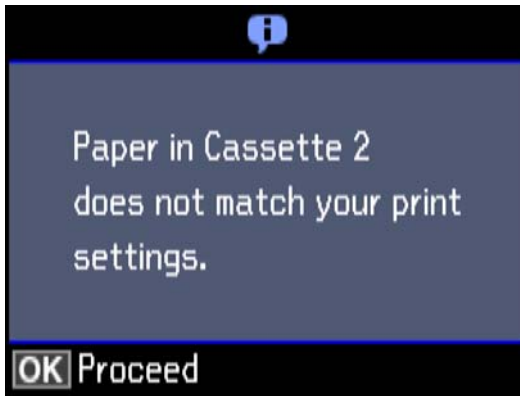 Paper in Cassette 2
does not match your print
settings.
OK Proceed